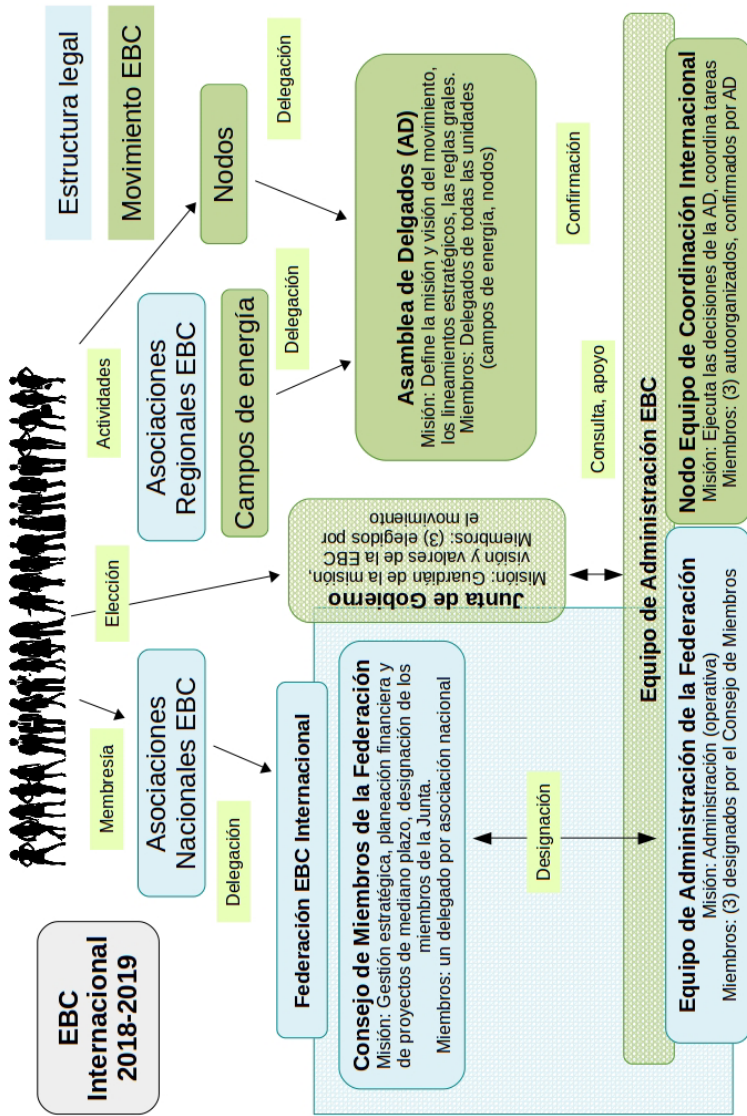 EBC
Internacional
2018-2019
Estructura legal
Movimiento EBC
Membresía
Elección
Actividades
Asociaciones
Nacionales EBC
Asociaciones
Regionales EBC
Nodos
Campos de energía
Delegación
Delegación
Delegación
Federación EBC Internacional
Consejo de Miembros de la Federación
Misión: Gestión estratégica, planeación financiera y
de proyectos de mediano plazo, designación de los
miembros de la Junta.
Miembros: un delegado por asociación nacional
Junta de Gobierno
Misión: Guardián de la misión,
visión y valores de la EBC
Miembros: (3) elegidos por
el movimiento
Asamblea de Delgados (AD)
Misión: Define la misión y visión del movimiento,
los lineamientos estratégicos, las reglas grales.
Miembros: Delegados de todas las unidades
(campos de energía, nodos)
Designación
Consulta, apoyo
Confirmación
Equipo de Administración EBC
Equipo de Administración de la Federación
Misión: Administración (operativa)
Miembros: (3) designados por el Consejo de Miembros
Nodo Equipo de Coordinación Internacional
Misión: Ejecuta las decisiones de la AD, coordina tareas
Miembros: (3) autoorganizados, confirmados por AD